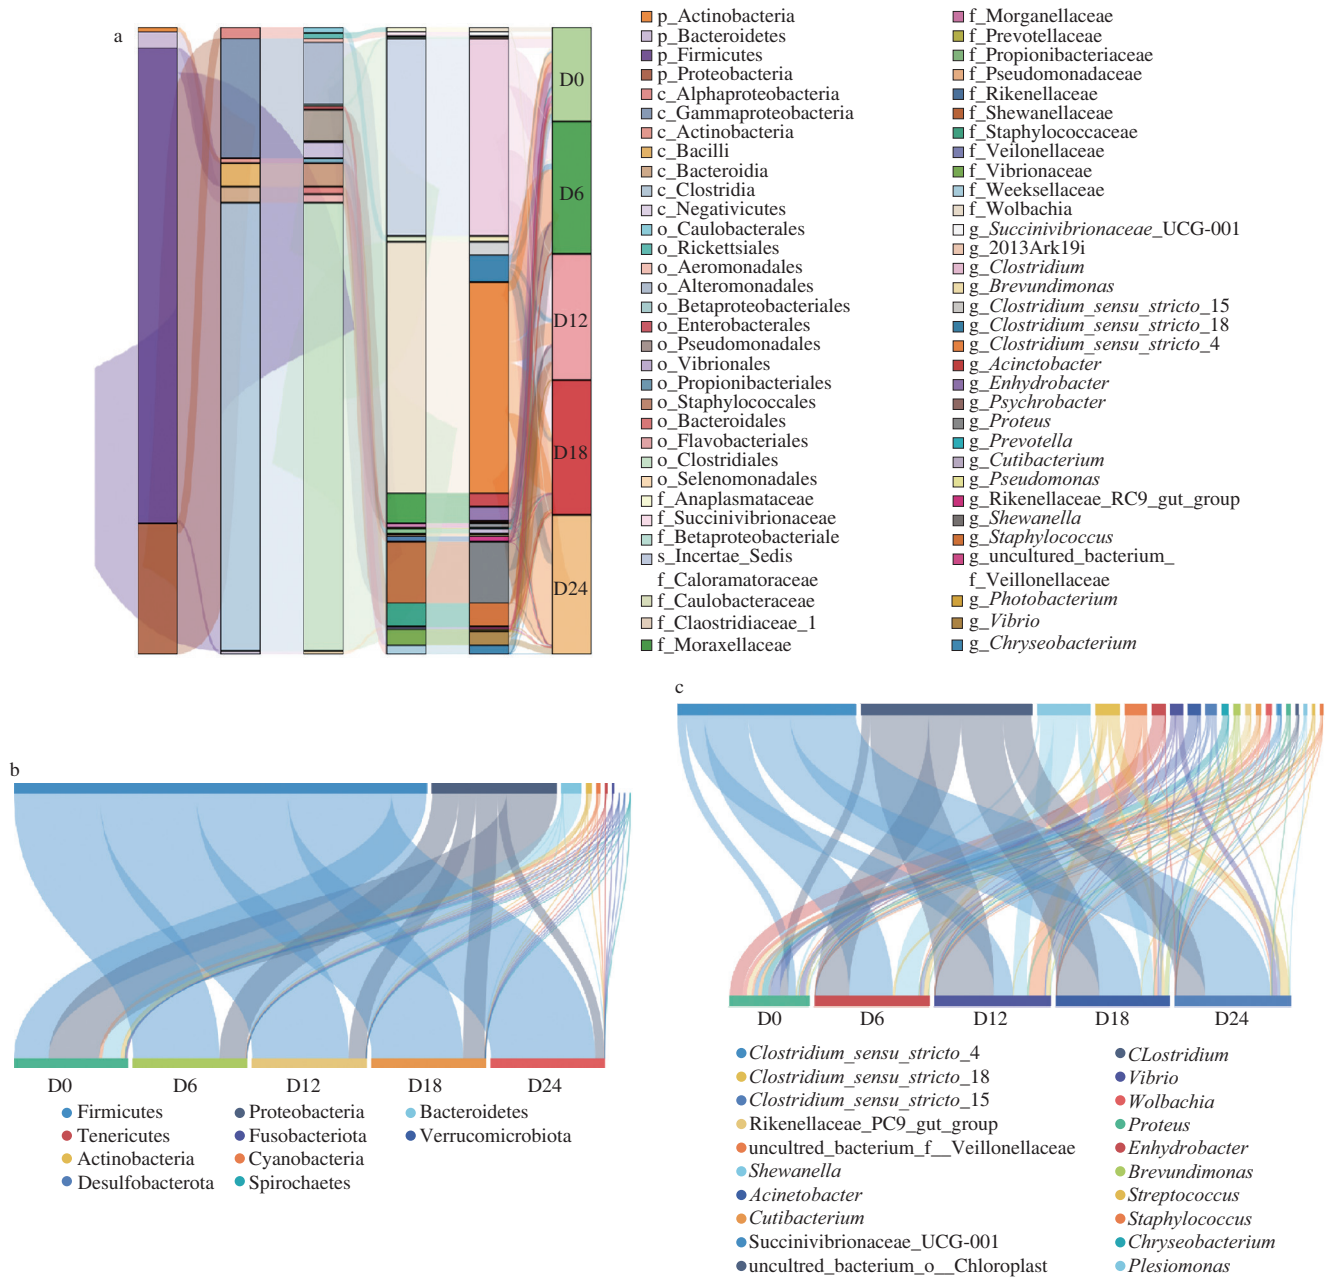 a
D0
D6
D12
D18
D24
p_Actinobacteria
p_Bacteroidetes
p_Firmicutes
p_Proteobacteria
c_Alphaproteobacteria
c_Gammaproteobacteria
c_Actinobacteria
c_Bacilli
c_Bacteroidia
c_Clostridia
c_Negativicutes
o_Caulobacterales
o_Rickettsiales
o_Aeromonadales
o_Alteromonadales
o_Betaproteobacteriales
o_Enterobacterales
o_Pseudomonadales
o_Vibrionales
o_Propionibacteriales
o_Staphylococcales
o_Bacteroidales
o_Flavobacteriales
o_Clostridiales
o_Selenomonadales
f_Anaplasmataceae
f_Succinivibrionaceae
f_Betaproteobacteriale
s_Incertae_Sedis
f_Caloramatoraceae
f_Caulobacteraceae
f_Claostridiaceae_1
f_Moraxellaceae
f_Morganellaceae
f_Prevotellaceae
f_Propionibacteriaceae
f_Pseudomonadaceae
f_Rikenellaceae
f_Shewanellaceae
f_Staphylococcaceae
f_Veilonellaceae
f_Vibrionaceae
f_Weeksellaceae
f_Wolbachia
g_Succinivibrionaceae_UCG-001
g_2013Ark19i
g_Clostridium
g_Brevundimonas
g_Clostridium_sensu_stricto_15
g_Clostridium_sensu_stricto_18
g_Clostridium_sensu_stricto_4
g_Acinctobacter
g_Enhydrobacter
g_Psychrobacter
g_Proteus
g_Prevotella
g_Cutibacterium
g_Pseudomonas
g_Rikenellaceae_RC9_gut_group
g_Shewanella
g_Staphylococcus
g_uncultured_bacterium_
f_Veillonellaceae
g_Photobacterium
g_Vibrio
g_Chryseobacterium
b
D0 D6 D12 D18 D24
Firmicutes
Tenericutes
Actinobacteria
Desulfobacterota
Proteobacteria
Fusobacteriota
Cyanobacteria
Spirochaetes
Bacteroidetes
Verrucomicrobiota
c
D0 D6 D12 D18 D24
Clostridium_sensu_stricto_4
Clostridium_sensu_stricto_18
Clostridium_sensu_stricto_15
Rikenellaceae_PC9_gut_group
uncultred_bacterium_f__Veillonellaceae
Shewanella
Acinetobacter
Cutibacterium
Succinivibrionaceae_UCG-001
uncultred_bacterium_o__Chloroplast
CLostridium
Vibrio
Wolbachia
Proteus
Enhydrobacter
Brevundimonas
Streptococcus
Staphylococcus
Chryseobacterium
Plesiomonas